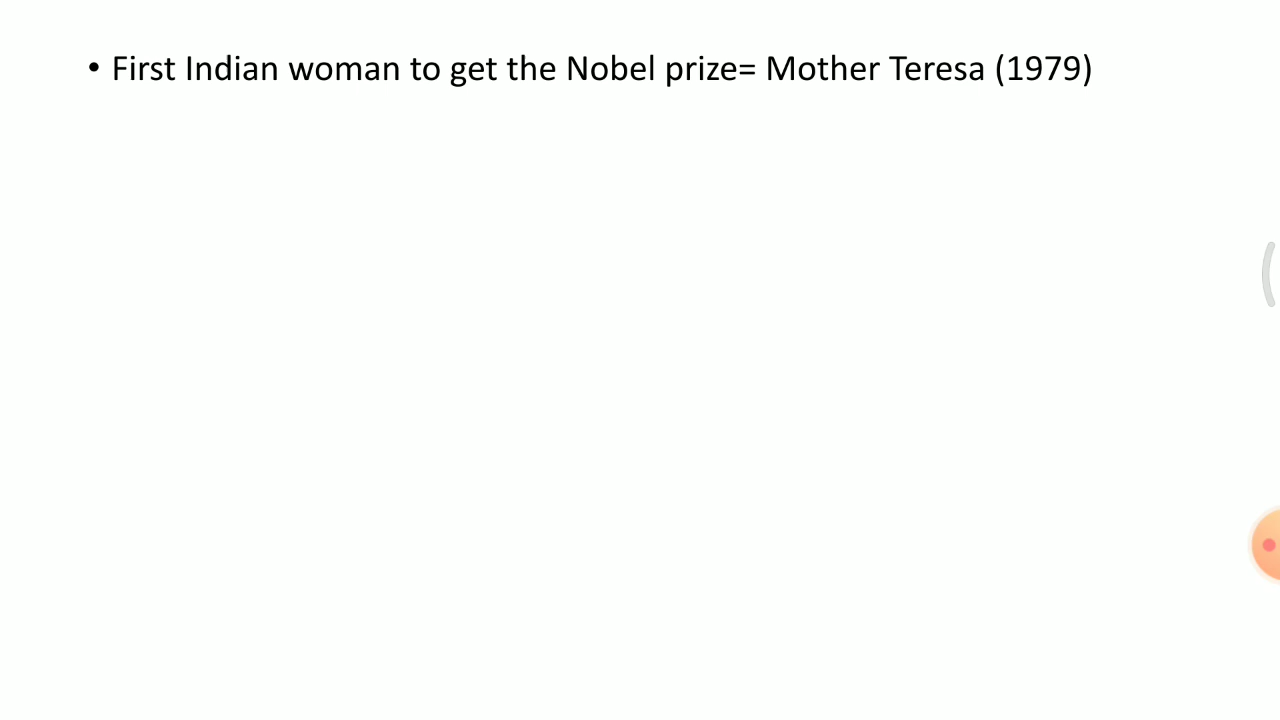 • First Indian woman to get the Nobel prize= Mother Teresa (1979)